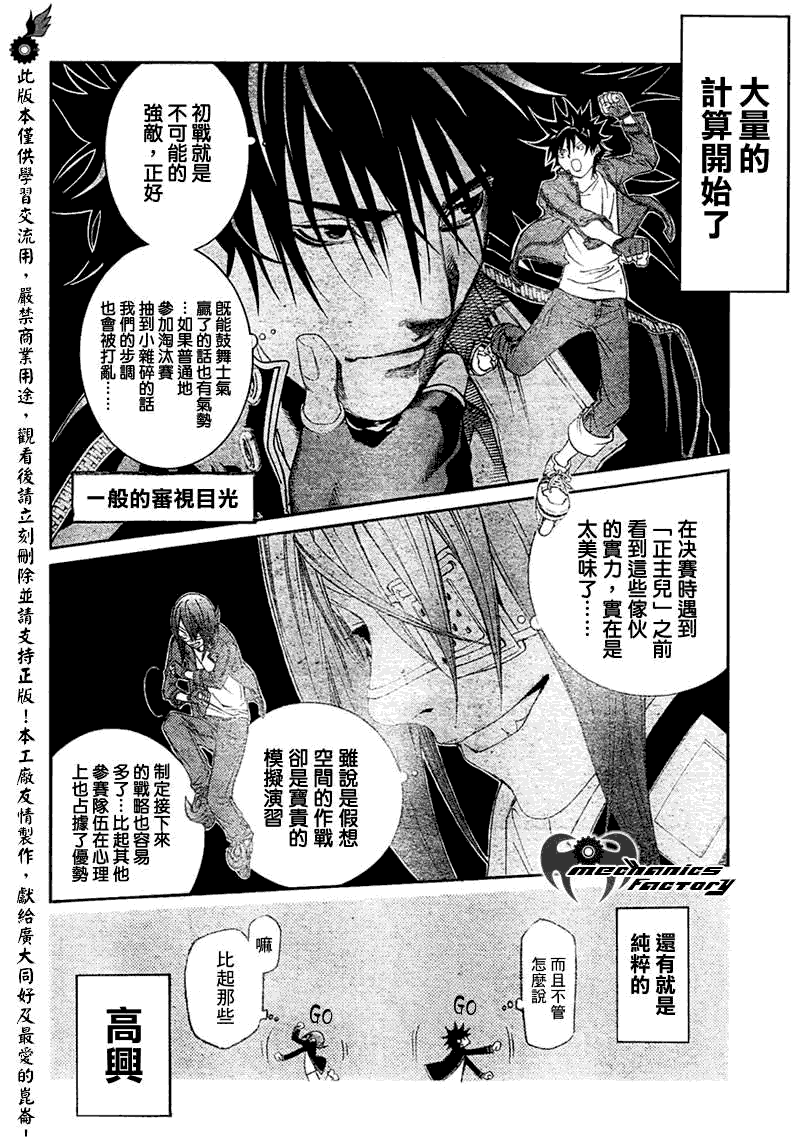 大量的
計算開始了
初戰就是
不可能的
強敵，正好
既能鼓舞士氣
贏了的話也有氣勢
…如果普通地
參加淘汰賽
抽到小雜碎的話
我們的步調
也會被打亂……
一般的審視目光
在決賽時遇到
「正主兒」之前
看到這些傢伙
的實力，實在是
太美味了……
雖說是假想
空間的作戰
卻是寶貴的
模擬演習
制定接下來
的戰略也容易
多了…比起其他
參賽隊伍在心理
上也占據了優勢
mechanics
factory
還有就是
純粹的
而且不管
怎麼說
GO
嘛
比起那些
GO
高興
此版本僅供學習交流用，嚴禁商業用途，觀看後請立刻刪除並請支持正版！本工廠友情製作，獻給廣大同好及最愛的崑崙！